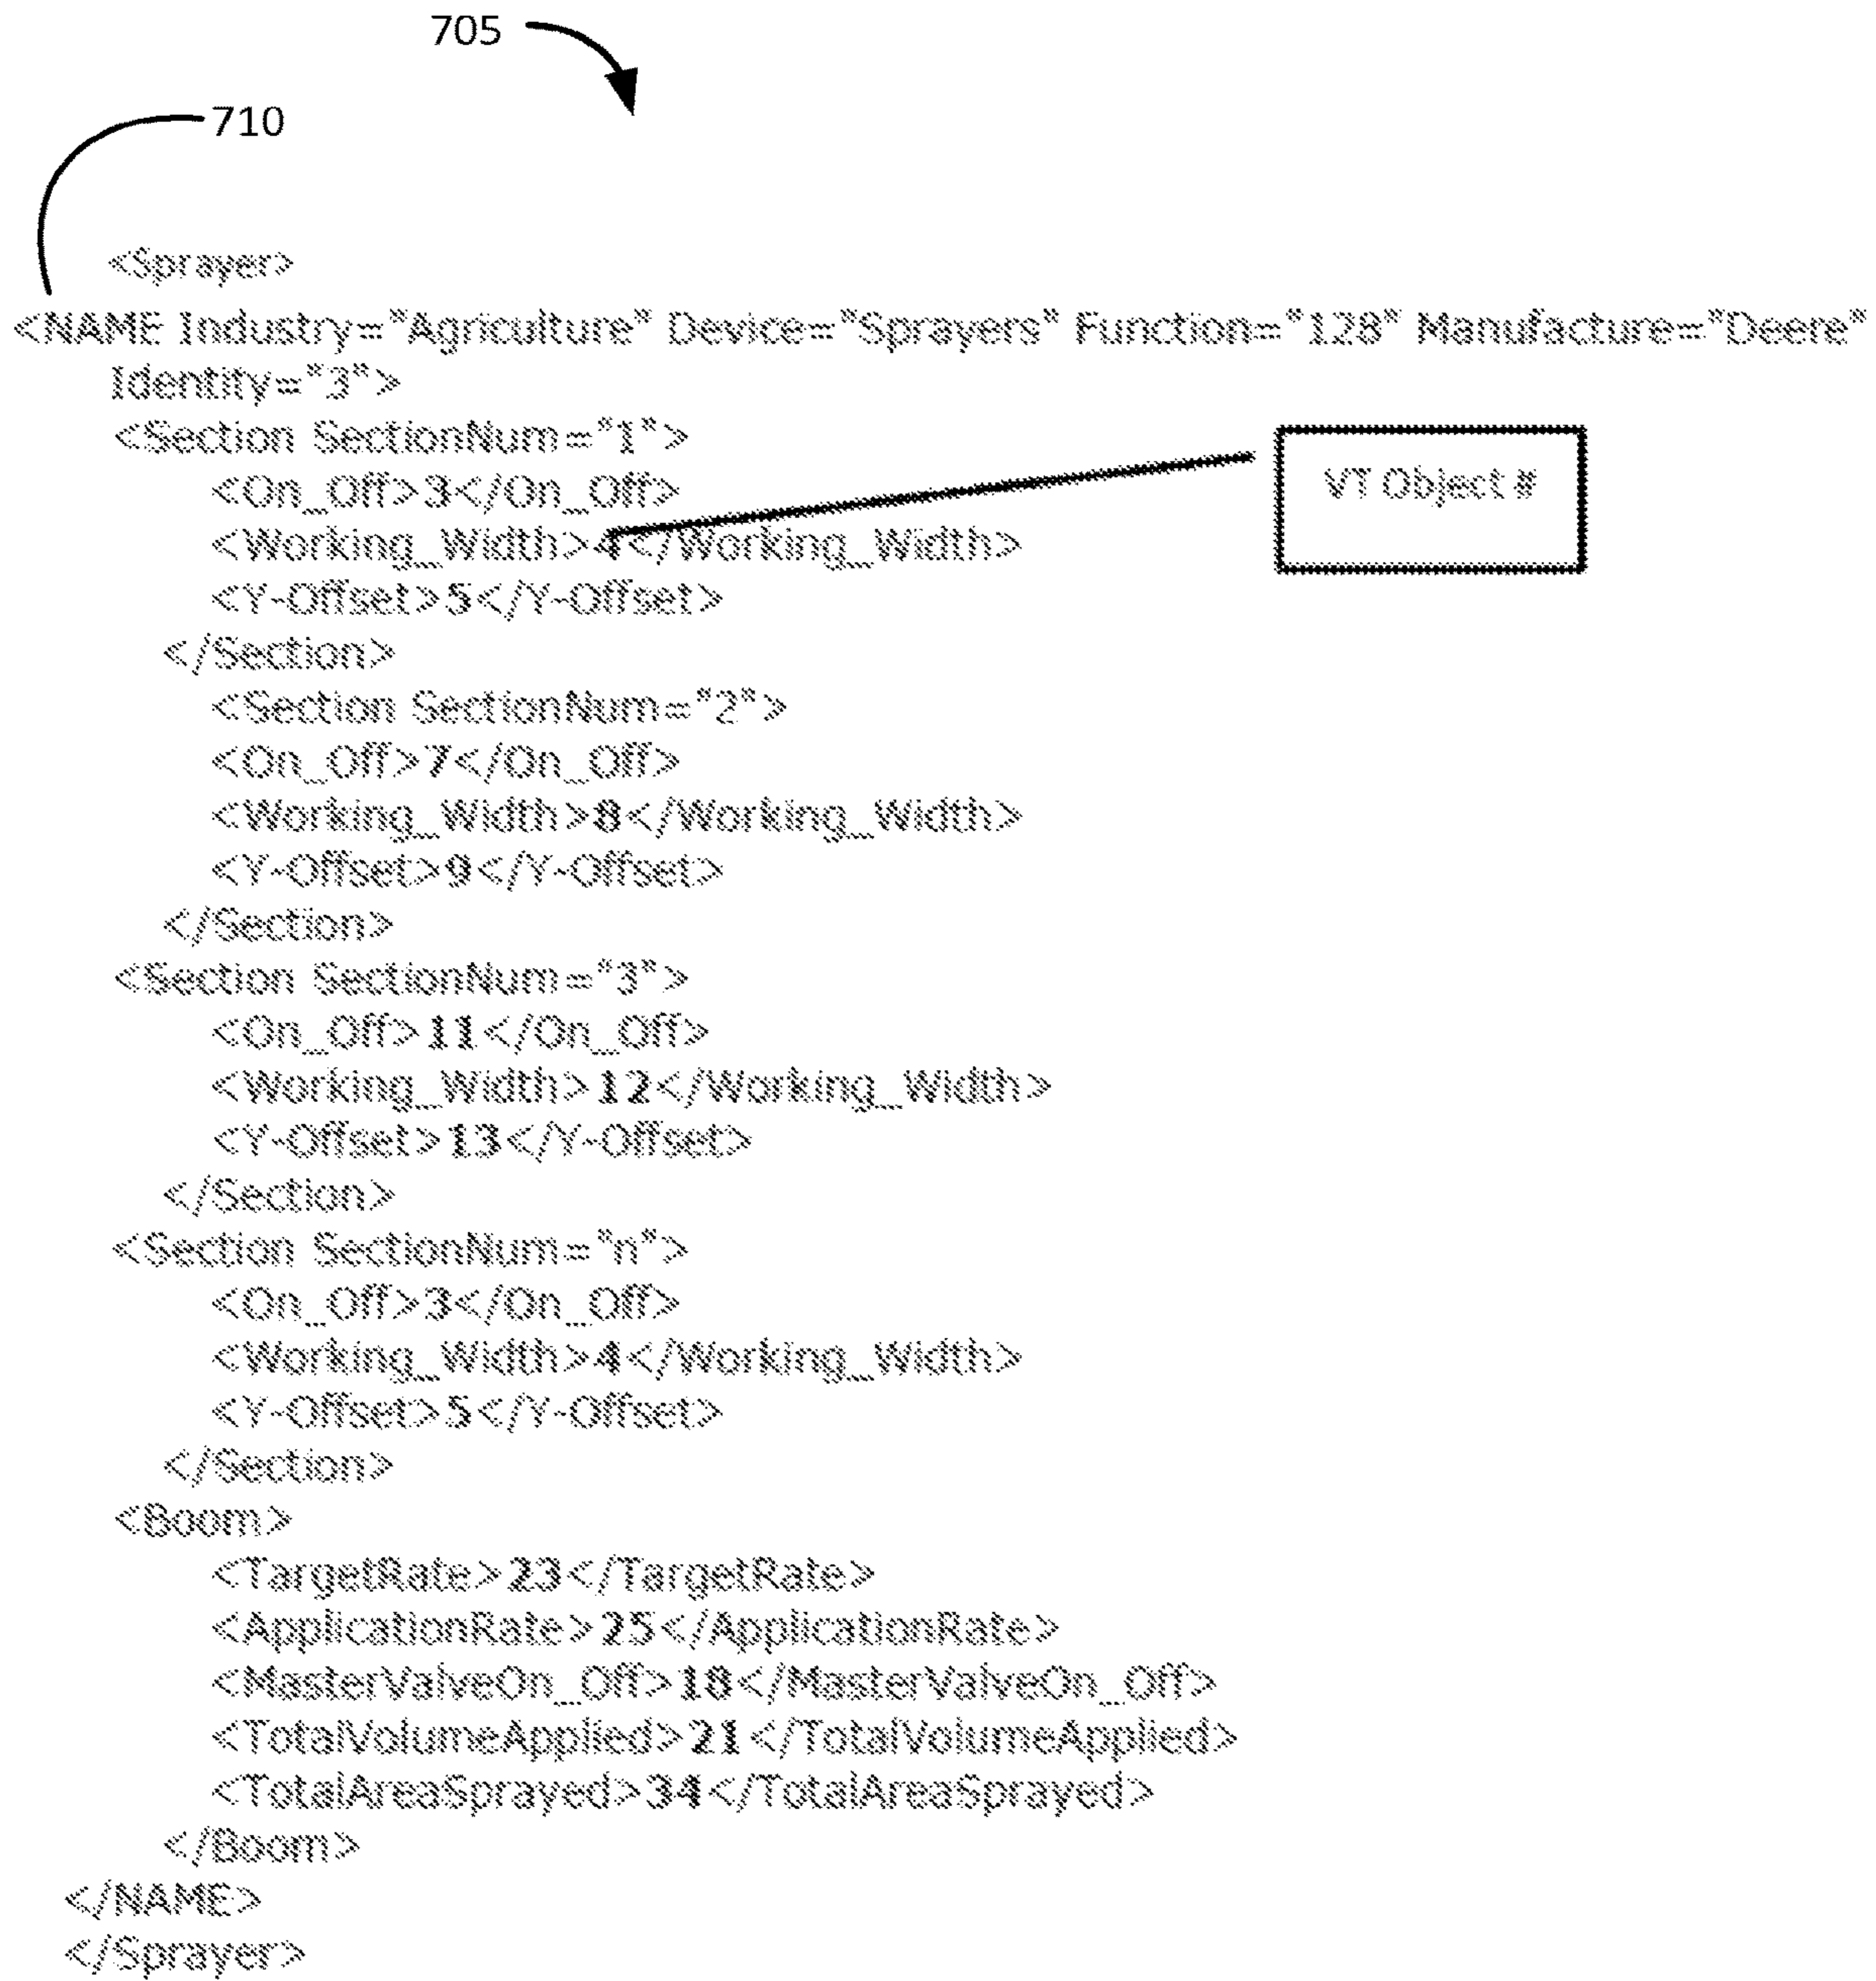 705
710
<Sprayer>
<NAME Industry="Agriculture" Device="Sprayers" Function="128" Manufacture="Deere"
Identity="3">
<Section SectionNum="1">
<On_Off>3</On_Off>
VT Object #
<Working_Width>4</Working_Width>
<Y-Offset>5</Y-Offset>
</Section>
<Section SectionNum="2">
<On_Off>7</On_Off>
<Working_Width>8</Working_Width>
<Y-Offset>9</Y-Offset>
</Section>
<Section SectionNum="3">
<On_Off>11</On_Off>
<Working_Width>12</Working_Width>
<Y-Offset>13</Y-Offset>
</Section>
<Section SectionNum="n">
<On_Off>3</On_Off>
<Working_Width>4</Working_Width>
<Y-Offset>5</Y-Offset>
</Section>
<Boom>
<TargetRate>23</TargetRate>
<ApplicationRate>25</ApplicationRate>
<MasterValveOn_Off>18</MasterValveOn_Off>
<TotalVolumeApplied>21</TotalVolumeApplied>
<TotalAreaSprayed>34</TotalAreaSprayed>
</Boom>
</NAME>
</Sprayer>